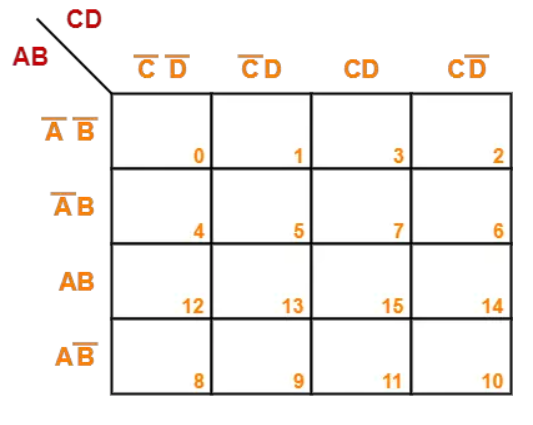 CD
AB
C̅ D̅ C̅D CD CD̅
A̅ B̅ 0 1 3 2
A̅B 4 5 7 6
AB 12 13 15 14
AB̅ 8 9 11 10